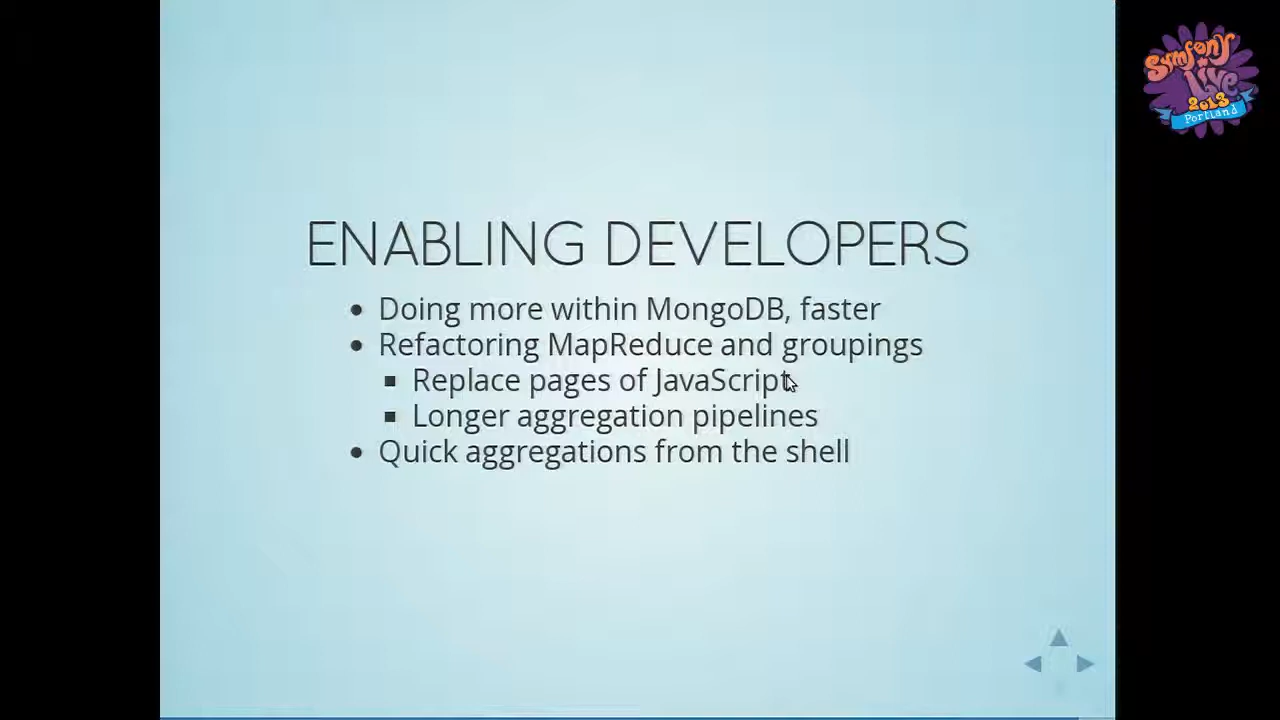 Symfony
Live
2013
Portland
ENABLING DEVELOPERS
Doing more within MongoDB, faster
Refactoring MapReduce and groupings
Replace pages of JavaScript
Longer aggregation pipelines
Quick aggregations from the shell